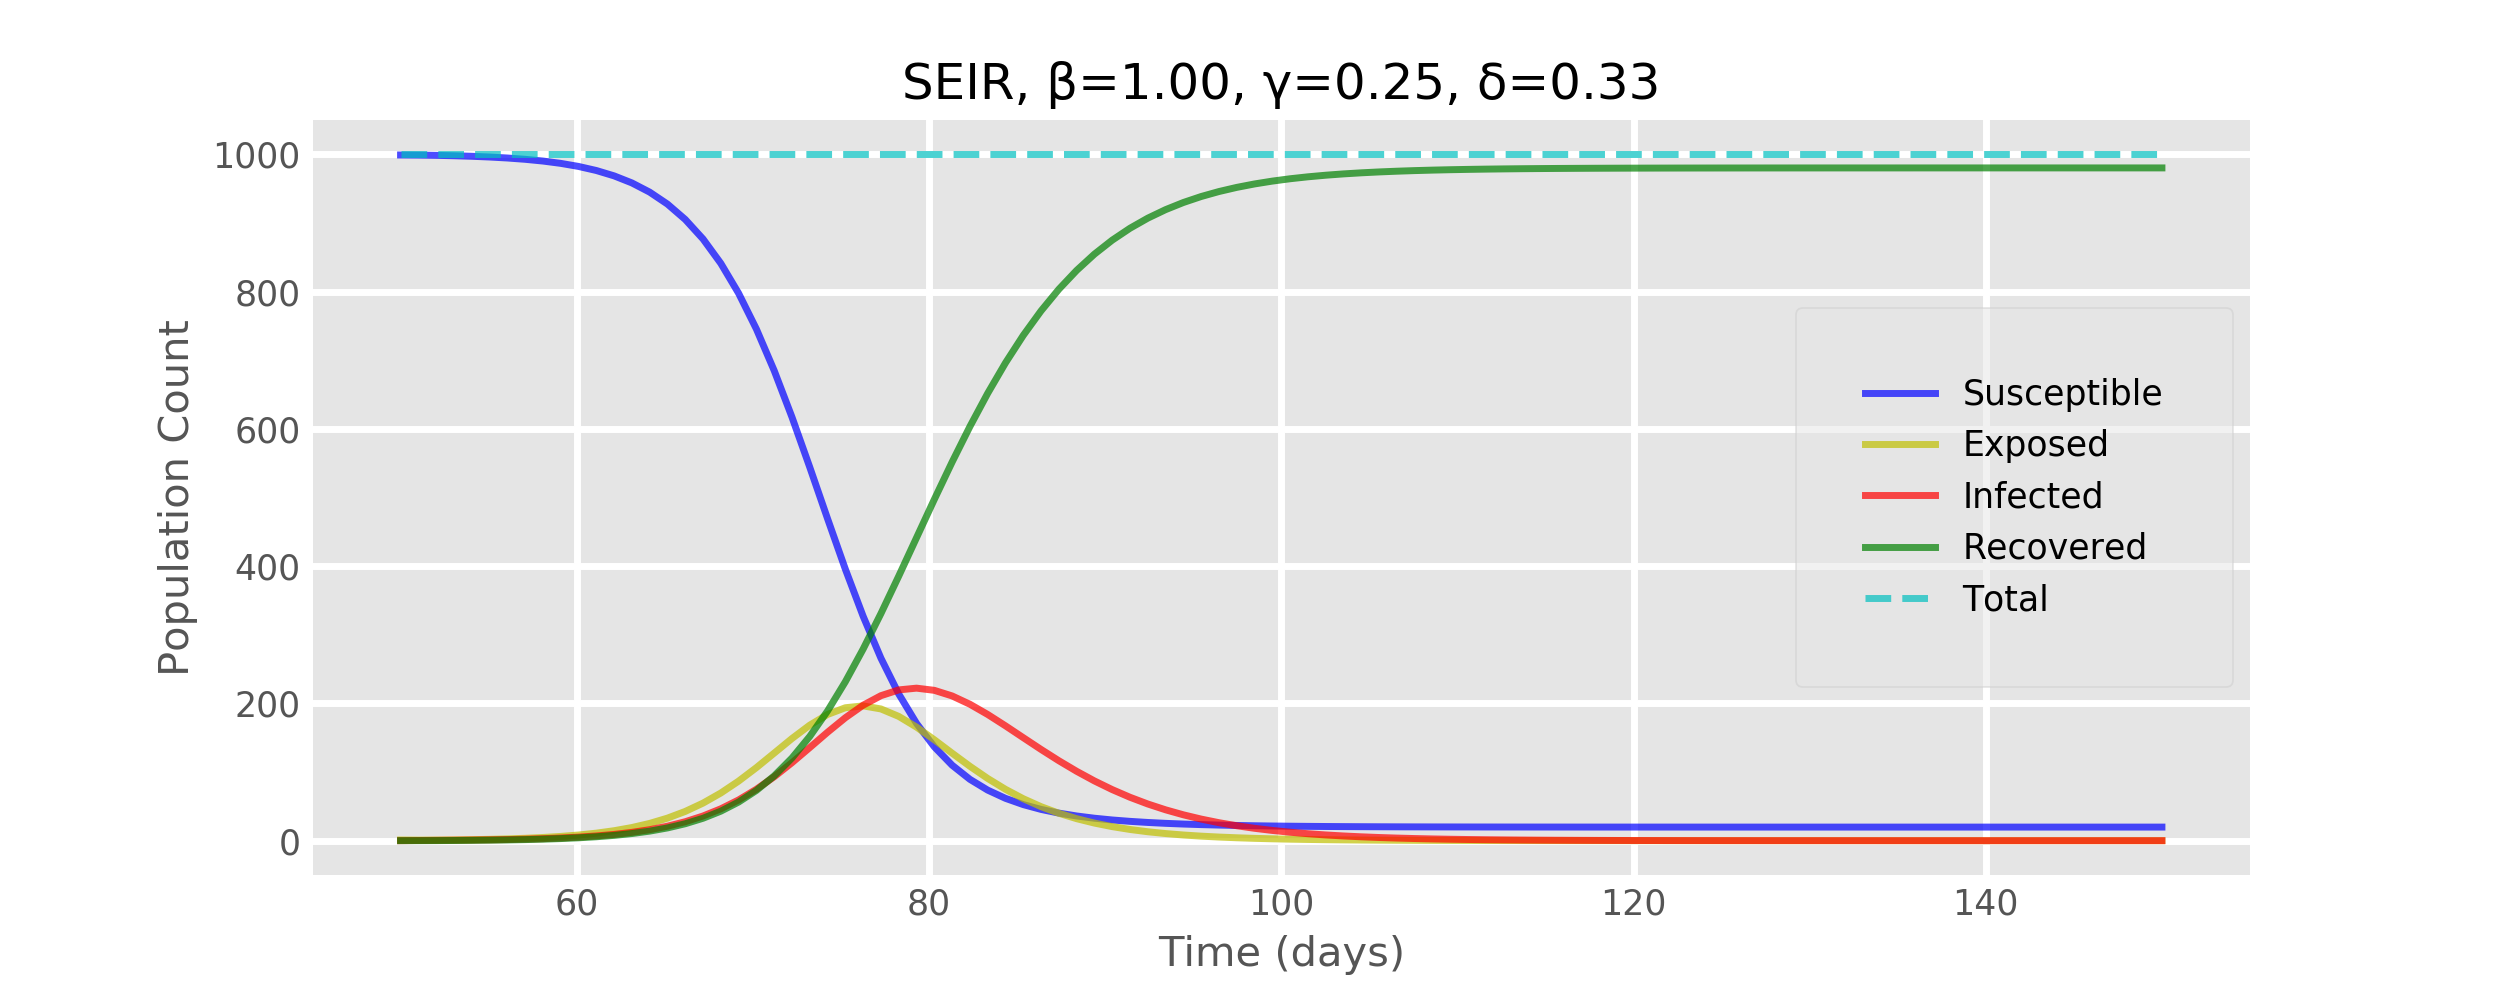 SEIR, β=1.00, γ=0.25, δ=0.33
Population Count
1000
800
600
400
200
0
60 80 100 120 140
Time (days)
Susceptible
Exposed
Infected
Recovered
Total